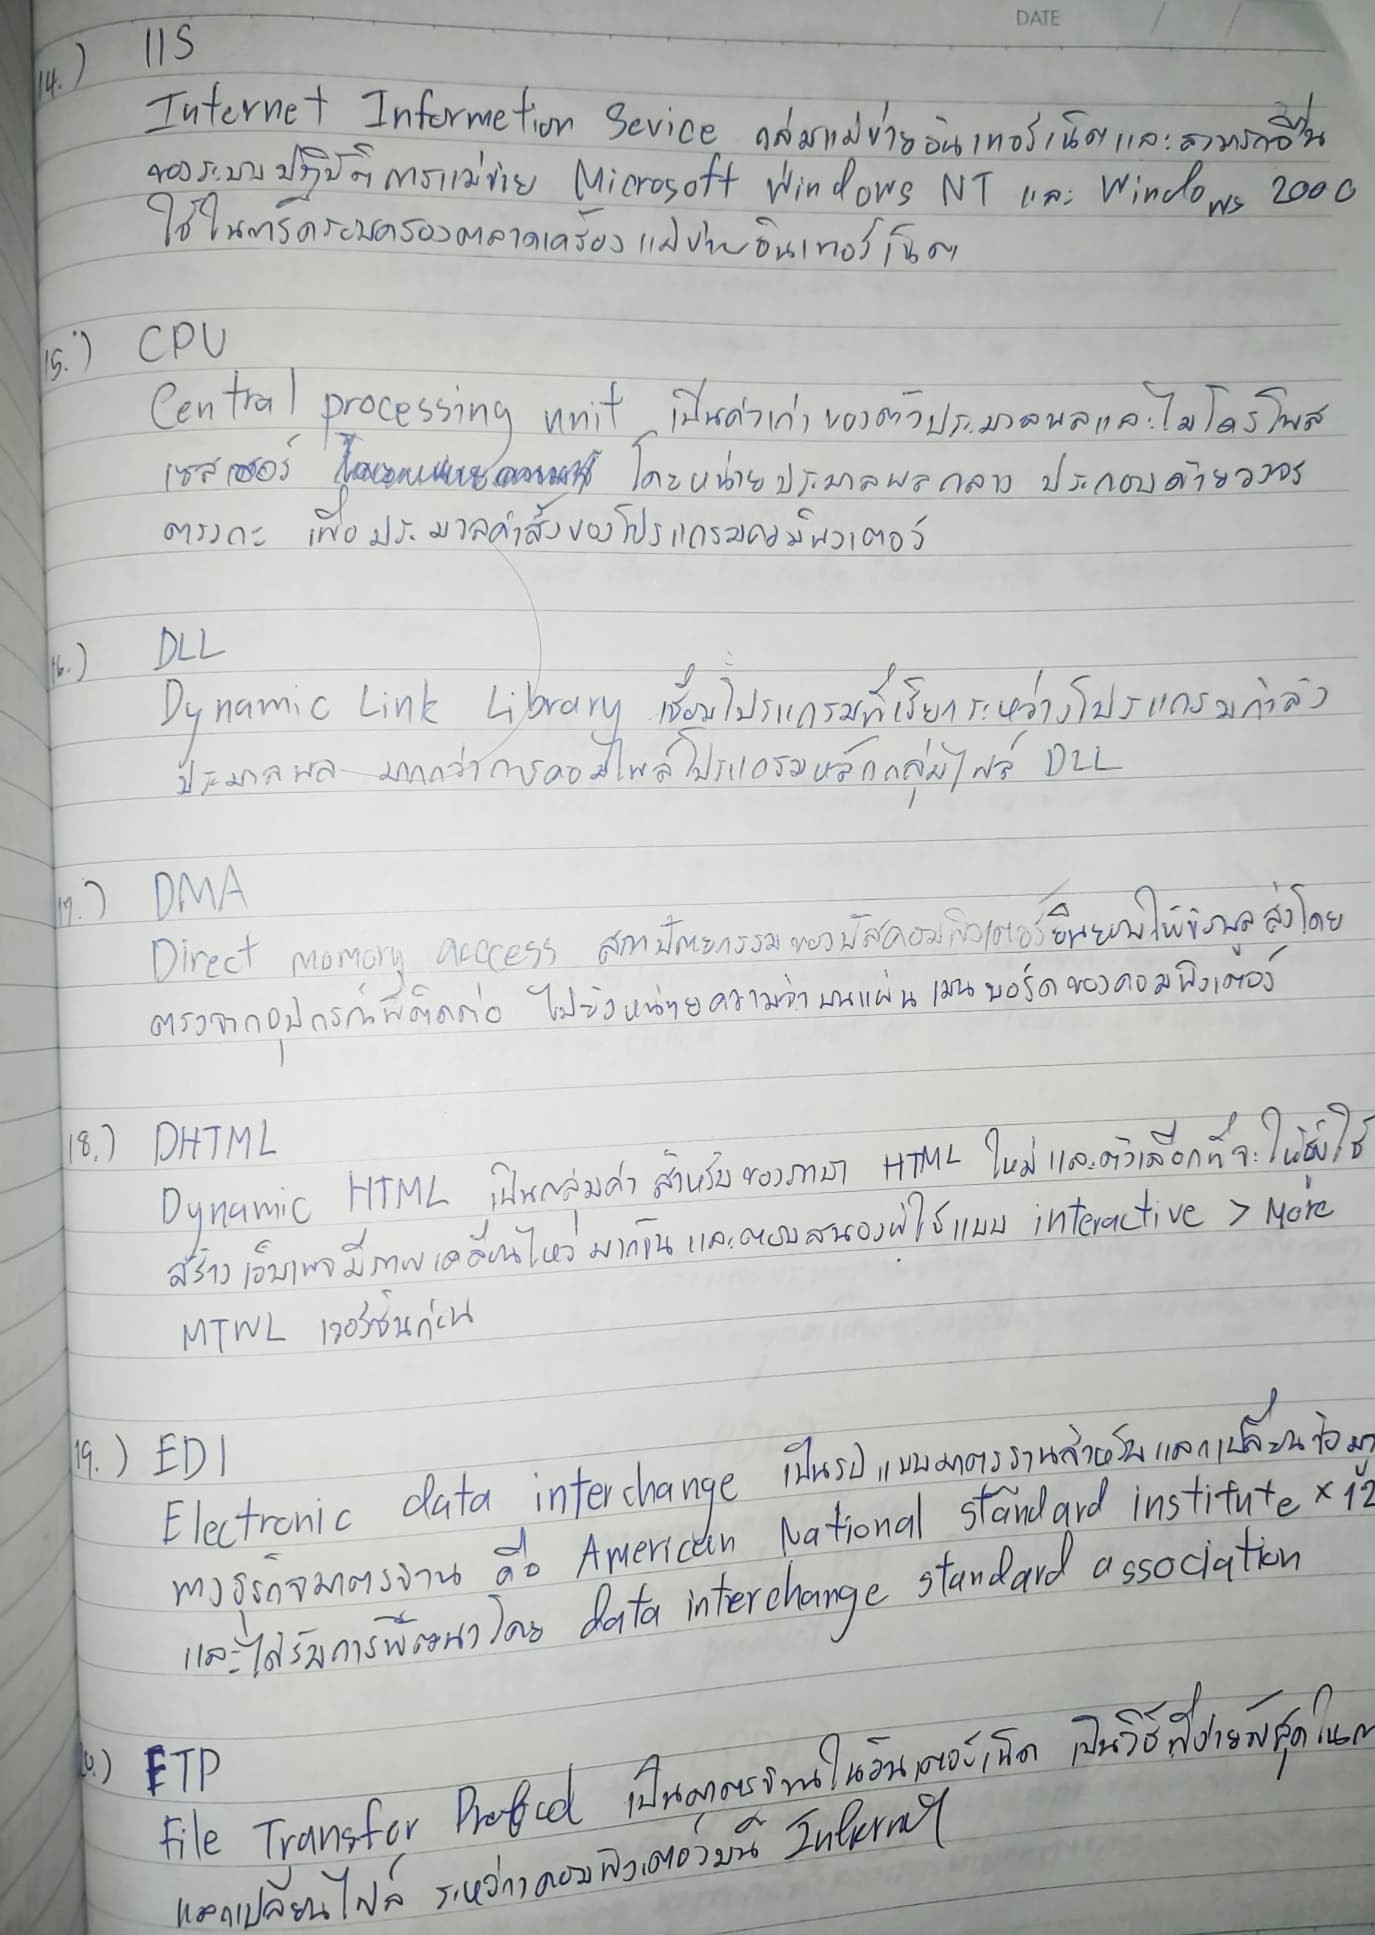 DATE / /
14.) IIS
Internet Informetion Sevice กลุ่มแม่ข่ายอินเทอร์เน็ตและสามารถอื่น
ของระบบปฏิบัติการแม่ข่าย Microsoft Windows NT และ Windows 2000
ใช้ในการ เครื่องแม่ข่ายอินเทอร์เน็ต
15.) CPU
Central processing unit เป็นคำเก่าของตัวประมวลผลและไมโครโพส
เซสเซอร์ โดยหน่วยประมวลผลกลาง ประกอบด้วยวงจร
ตรรกะ เพื่อประมวลคำสั่งของโปรแกรมคอมพิวเตอร์
16.) DLL
Dynamic Link Library เชื่อมโปรแกรมที่เรียกระหว่างโปรแกรมกำลัง
ประมวลผล มากกว่าการคอมไพล์โปรแกรมหลักกลุ่มไฟล์ DLL
17.) DMA
Direct momory access สถาปัตยกรรมของบัสคอมพิวเตอร์ยินยอมให้ข้อมูลส่งโดย
ตรงจากอุปกรณ์ที่ติดต่อ ไปยังหน่วยความจำบนแผ่นเมนบอร์ดของคอมพิวเตอร์
18.) DHTML
Dynamic HTML เป็นกลุ่มคำ สำหรับของภาษา HTML ใหม่และตัวเลือกที่จะให้ ใช้
สร้างเว็บเพจมีภาพเคลื่อนไหวมากขึ้นและตอบสนองผู้ใช้แบบ interactive > More
MTWL เวอร์ชั่นก่อน
19.) EDI
Electronic data interchange เป็นรูปแบบมาตรฐานสำหรับแลกเปลี่ยนข้อมู
ทางธุรกิจมาตรฐาน คือ American National standard institute x 12
และได้รับการพัฒนาโดย data interchange standard association
20.) FTP
File Transfer Protocol เป็นมาตรฐานในอินเตอร์เน็ต เป็นวิธีที่ง่ายที่สุดในก
แลกเปลี่ยนไฟล์ ระหว่างคอมพิวเตอร์บน Internet